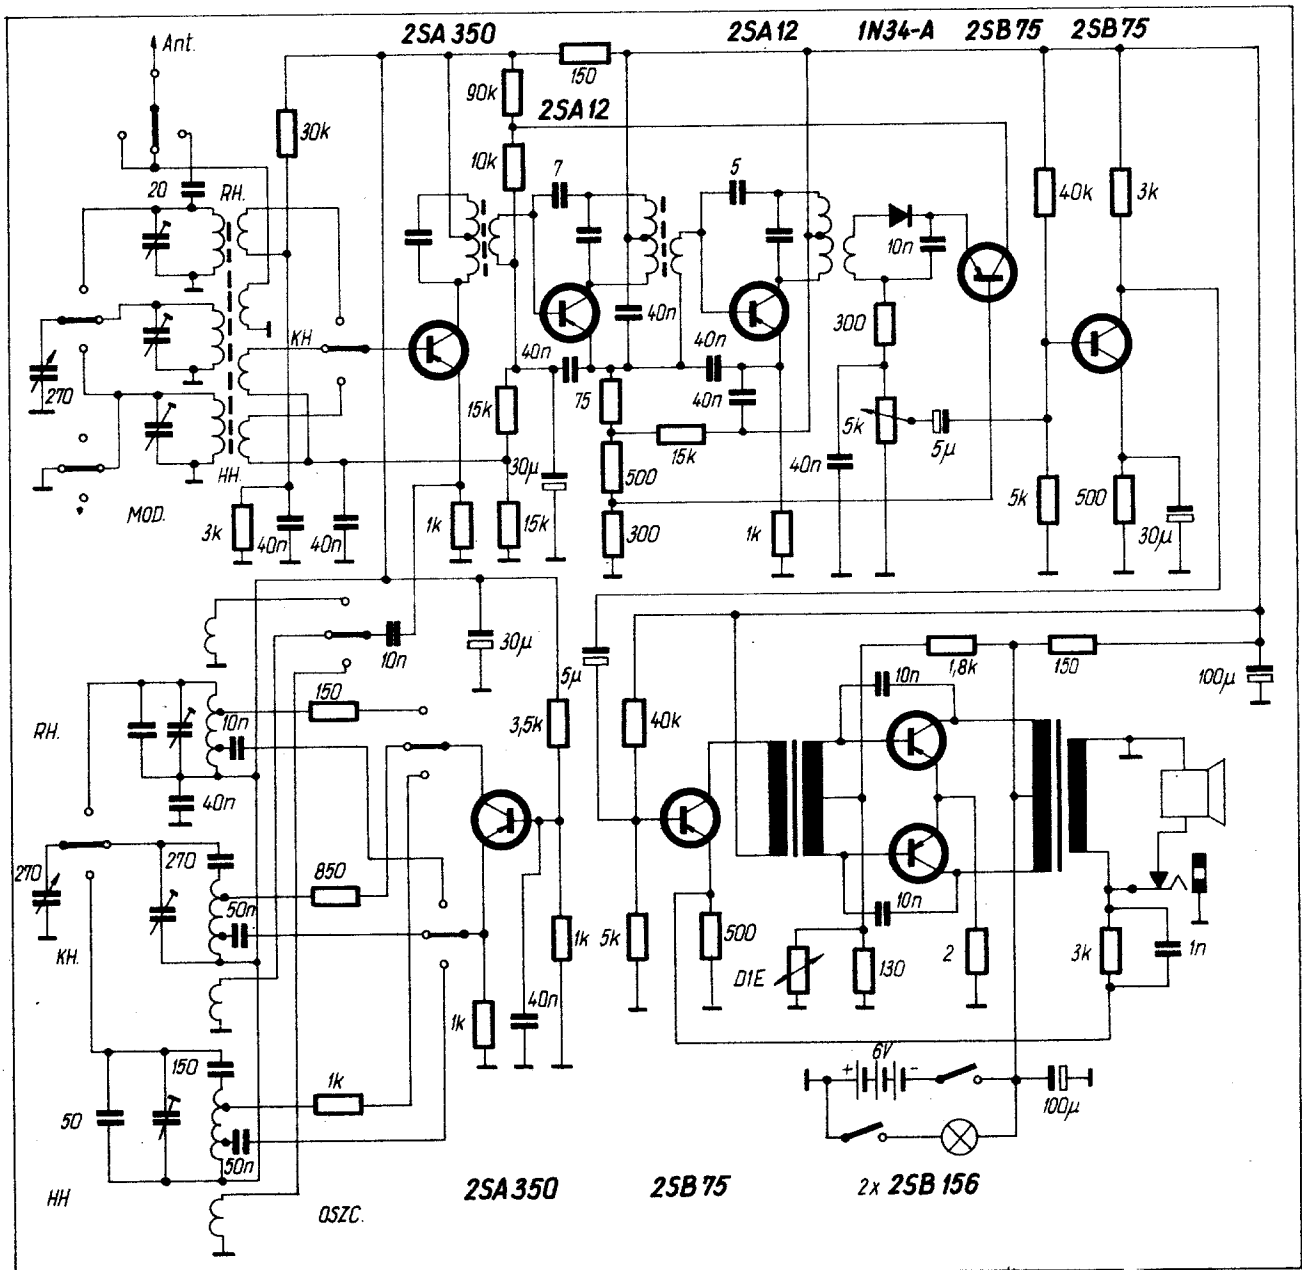 2SA350
2SA12
1N34-A
2SB75
2SB75
Ant.
150
90k
2SA12
30k
10k
7
5
40k
3k
20
RH.
10n
40n
300
KH
40n
40n
270
75
15k
40n
5k
5µ
15k
30µ
500
40n
HH.
MOD.
3k
40n
40n
1k
15k
300
1k
5k
500
30µ
10n
30µ
5µ
1,8k
150
100µ
10n
150
3,5k
40k
RH.
10n
40n
270
270
850
50n
10n
KH.
1k
5k
500
D1E
130
2
3k
1n
40n
1k
150
6V
+
-
1k
50
100µ
50n
HH
OSZC.
2SA350
2SB75
2x 2SB156